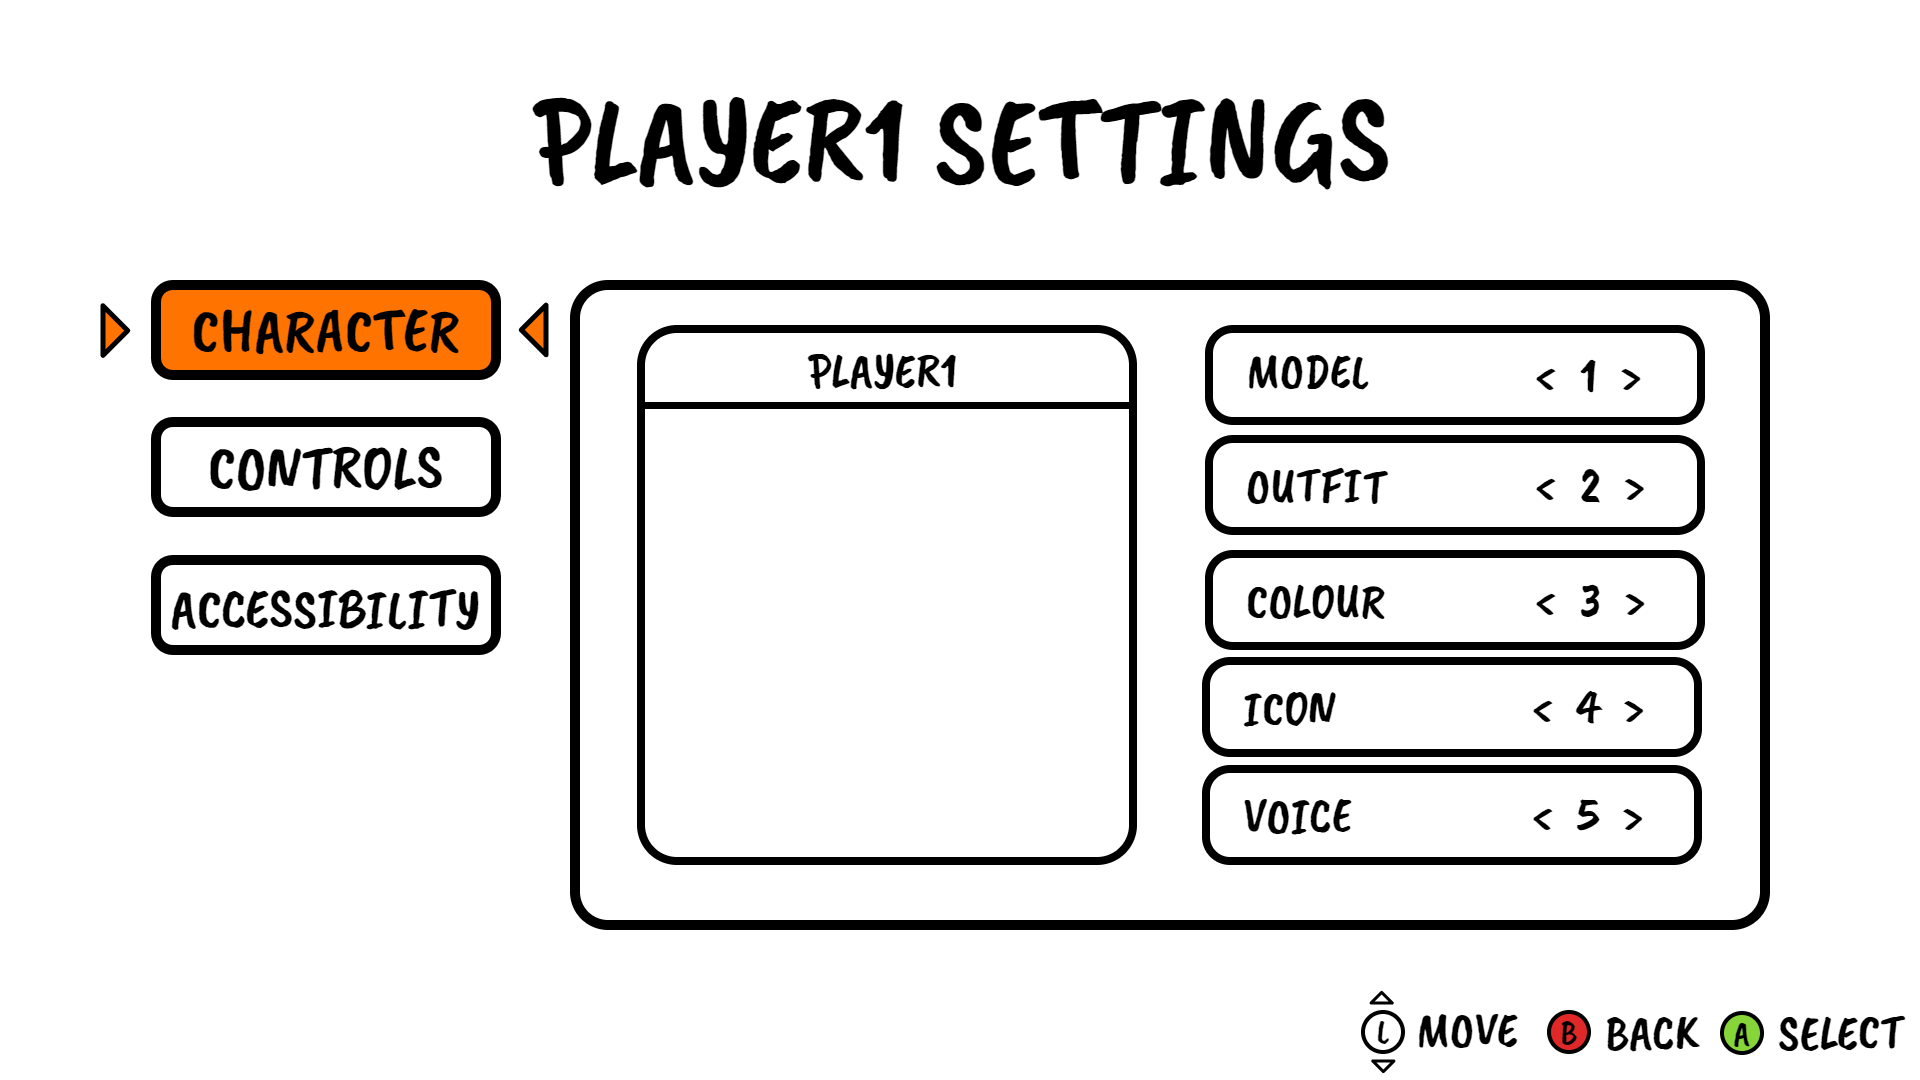 PLAYER1 SETTINGS
CHARACTER
CONTROLS
ACCESSIBILITY
PLAYER1
MODEL < 1 >
OUTFIT < 2 >
COLOUR < 3 >
ICON < 4 >
VOICE < 5 >
L MOVE B BACK A SELECT